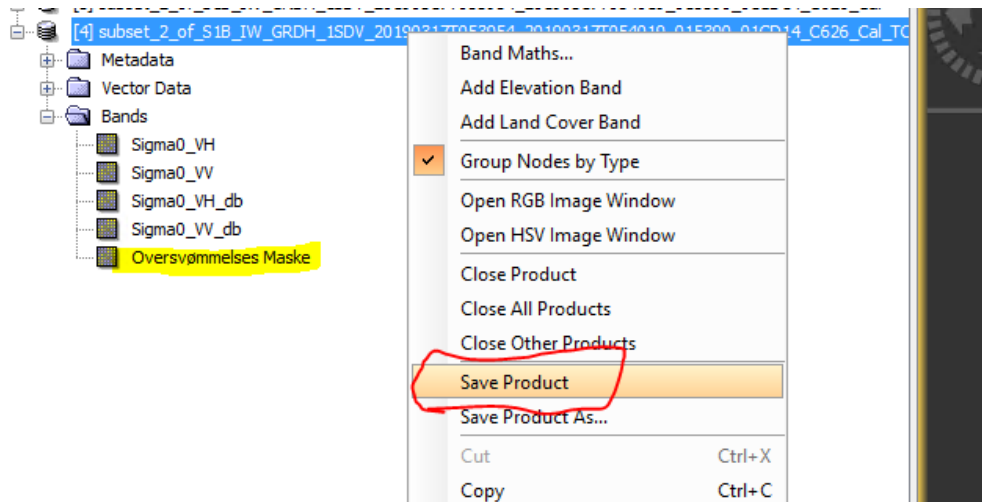 [4] subset_2_of_S1B_IW_GRDH_1SDV_20190317T053954_20190317T054019_015390_01CD14_C626_Cal_TC
Metadata
Vector Data
Bands
Sigma0_VH
Sigma0_VV
Sigma0_VH_db
Sigma0_VV_db
Oversvømmelses Maske
Band Maths...
Add Elevation Band
Add Land Cover Band
Group Nodes by Type
Open RGB Image Window
Open HSV Image Window
Close Product
Close All Products
Close Other Products
Save Product
Save Product As...
Cut Ctrl+X
Copy Ctrl+C